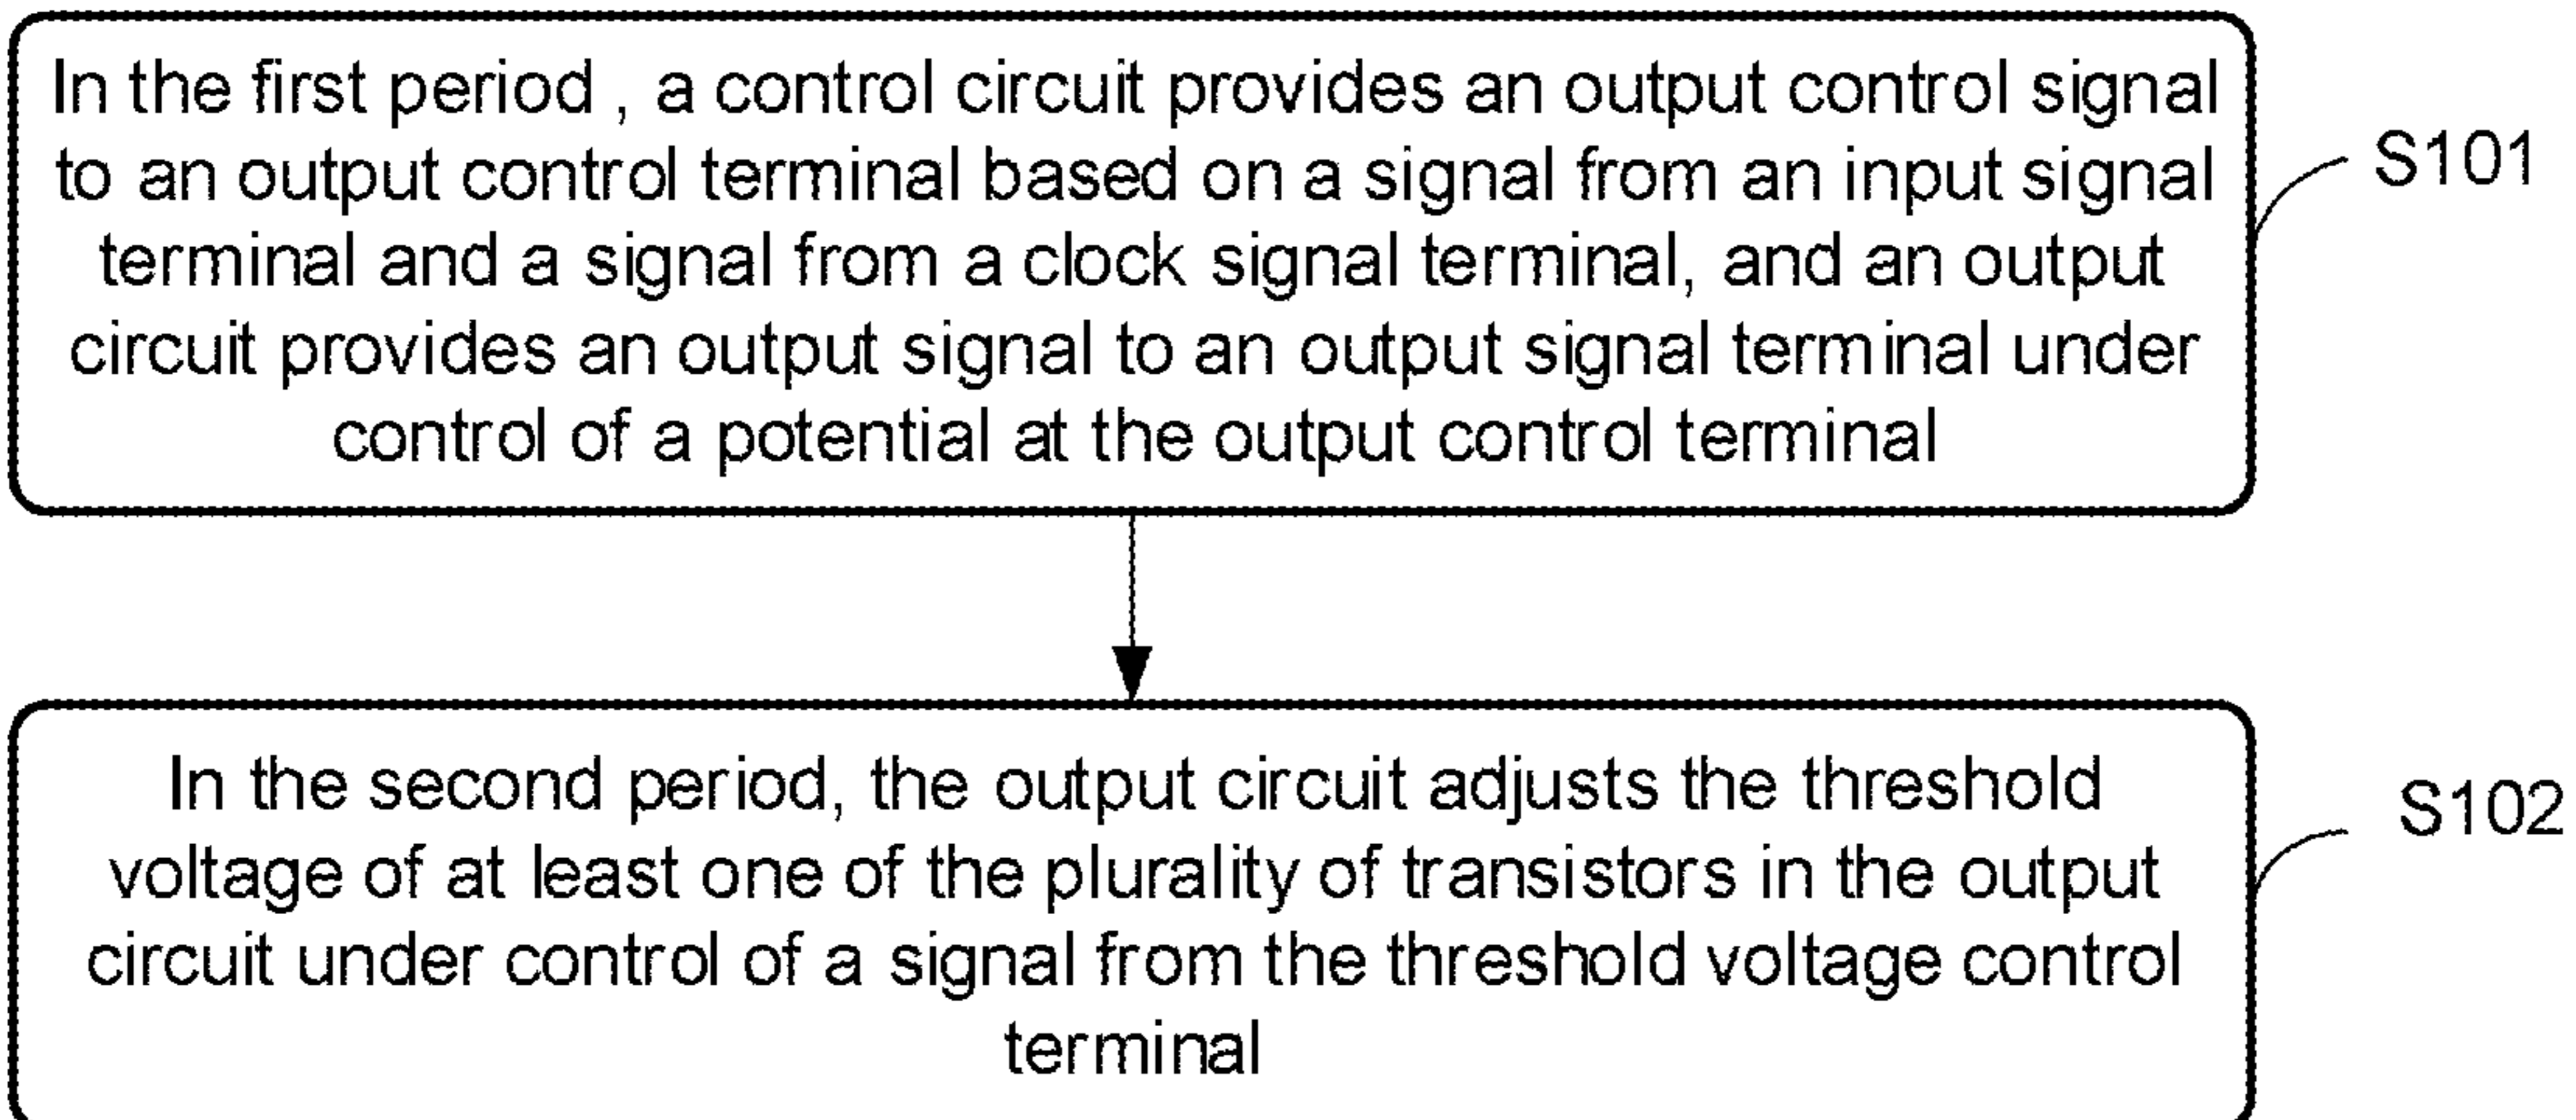 In the first period , a control circuit provides an output control signal
to an output control terminal based on a signal from an input signal
terminal and a signal from a clock signal terminal, and an output
circuit provides an output signal to an output signal terminal under
control of a potential at the output control terminal
S101
In the second period, the output circuit adjusts the threshold
voltage of at least one of the plurality of transistors in the output
circuit under control of a signal from the threshold voltage control
terminal
S102